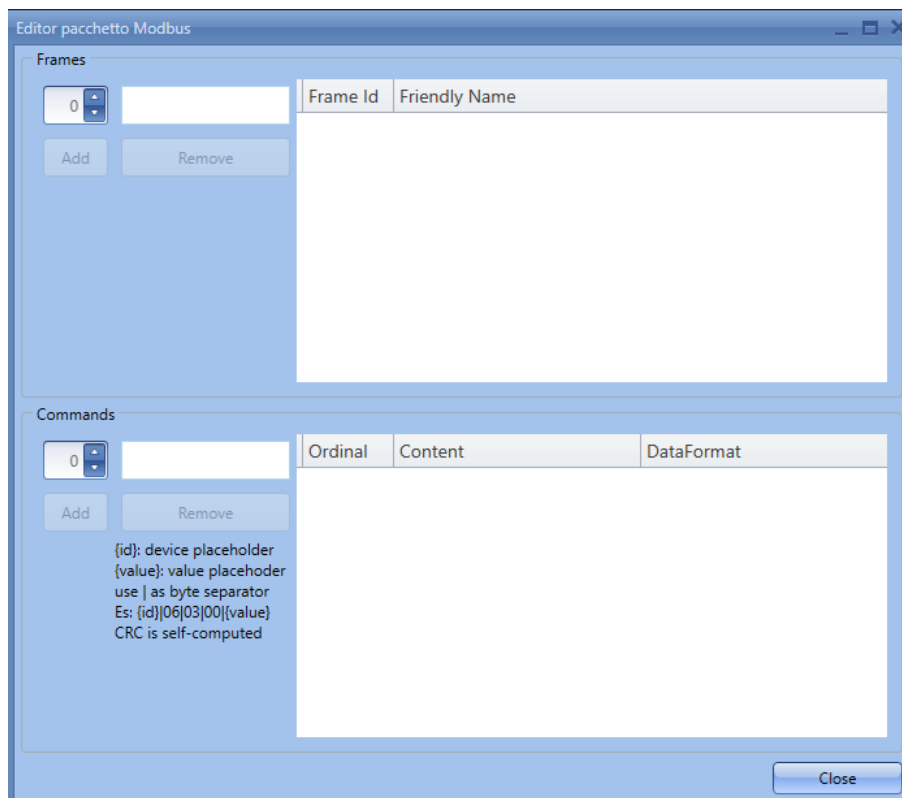 Editor pacchetto Modbus
Frames
0
Frame Id Friendly Name
Add Remove
Commands
0
Ordinal Content DataFormat
Add Remove
{id}: device placeholder
{value}: value placehoder
use | as byte separator
Es: {id}|06|03|00|{value}
CRC is self-computed
Close